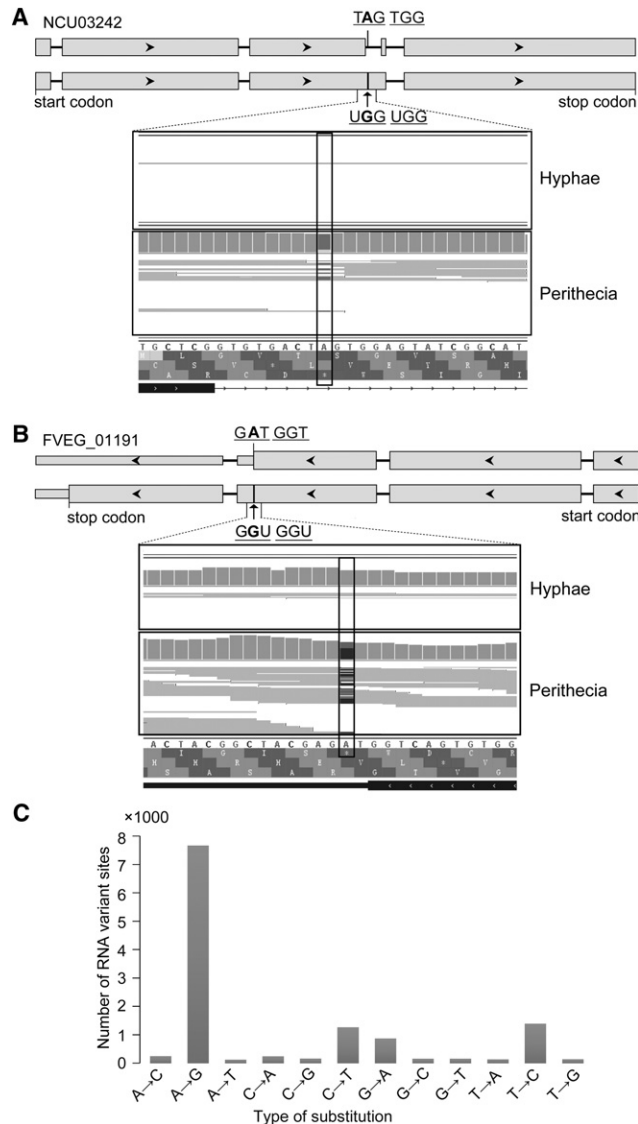 A
NCU03242
TAG TGG
start codon
stop codon
UGG UGG
Hyphae
Perithecia
TGCTCGGTGTGACTAGTGGAGTATCGGCAT
B
FVEG_01191
GAT GGT
stop codon
start codon
GGU GGU
Hyphae
Perithecia
ACTACGGCTACGAGATGGTCAGTGTGG
C
×1000
Number of RNA variant sites
8
7
6
5
4
3
2
1
0
A→C
A→G
A→T
C→A
C→G
C→T
G→A
G→C
G→T
T→A
T→C
T→G
Type of substitution